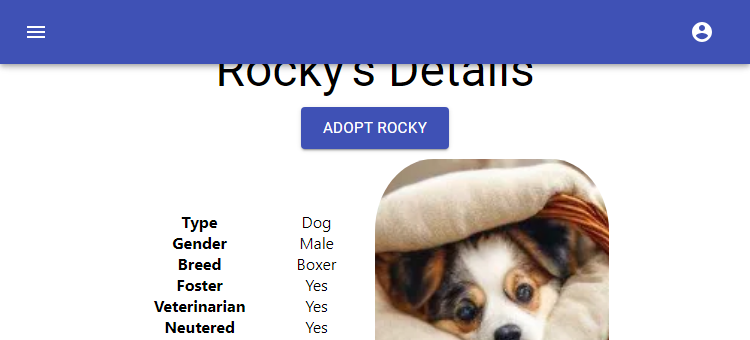 Rocky's Details
ADOPT ROCKY
Type Dog
Gender Male
Breed Boxer
Foster Yes
Veterinarian Yes
Neutered Yes